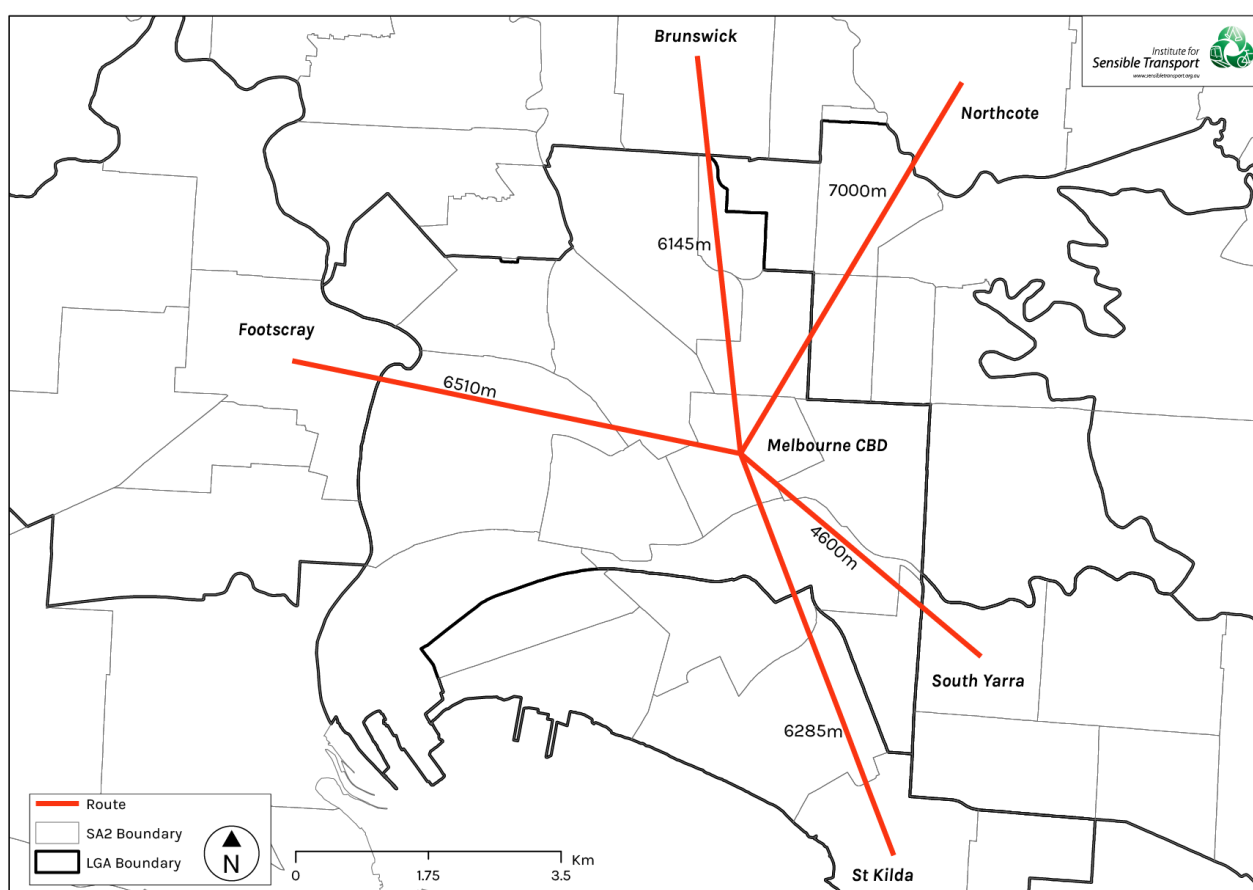 Brunswick
Institute for
Sensible Transport
www.sensibletransport.org.au
Northcote
7000m
6145m
Footscray
6510m
Melbourne CBD
4600m
South Yarra
6285m
Route
SA2 Boundary
LGA Boundary
N
Km
0 1.75 3.5
St Kilda